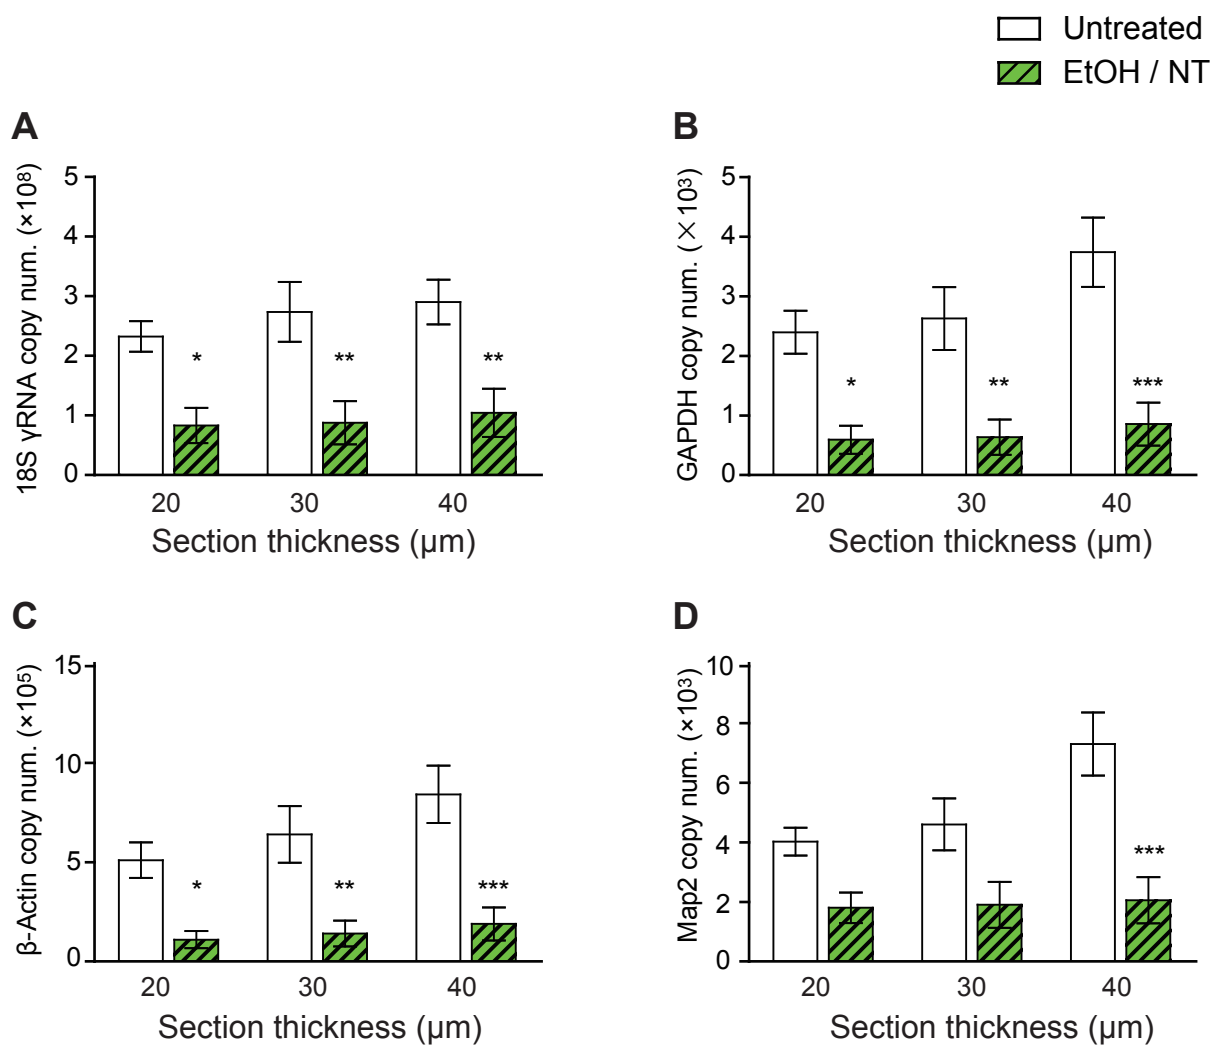 Untreated
EtOH / NT
A
18S γRNA copy num. (×10⁸)
5
4
3
2
1
0
* ** **
20 30 40
Section thickness (μm)
B
GAPDH copy num. (×10³)
5
4
3
2
1
0
* ** ***
20 30 40
Section thickness (μm)
C
β-Actin copy num. (×10⁵)
15
10
5
0
* ** ***
20 30 40
Section thickness (μm)
D
Map2 copy num. (×10³)
10
8
6
4
2
0
***
20 30 40
Section thickness (μm)